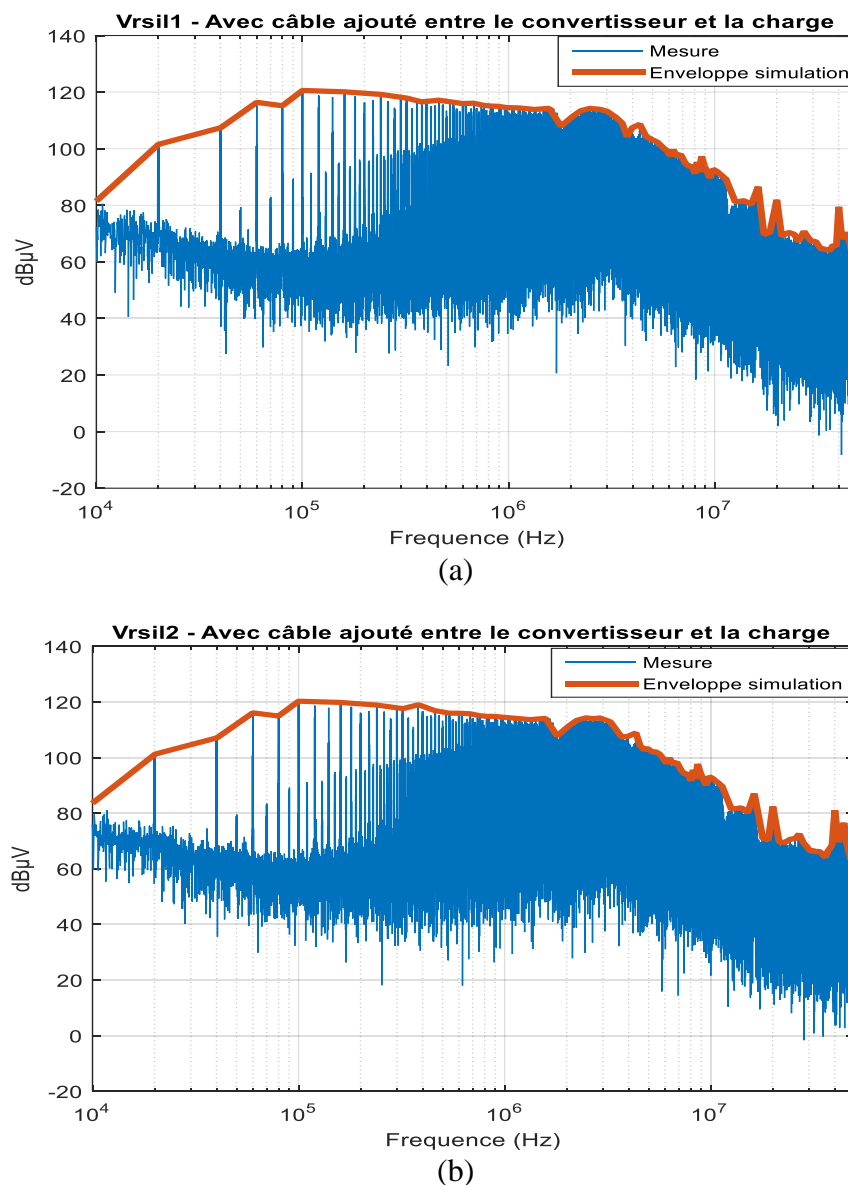 Vrsil1 - Avec câble ajouté entre le convertisseur et la charge
Mesure
Enveloppe simulation
140
120
100
80
60
40
20
0
-20
dBµV
10^4
10^5
10^6
10^7
Frequence (Hz)
(a)
Vrsil2 - Avec câble ajouté entre le convertisseur et la charge
Mesure
Enveloppe simulation
140
120
100
80
60
40
20
0
-20
dBµV
10^4
10^5
10^6
10^7
Frequence (Hz)
(b)